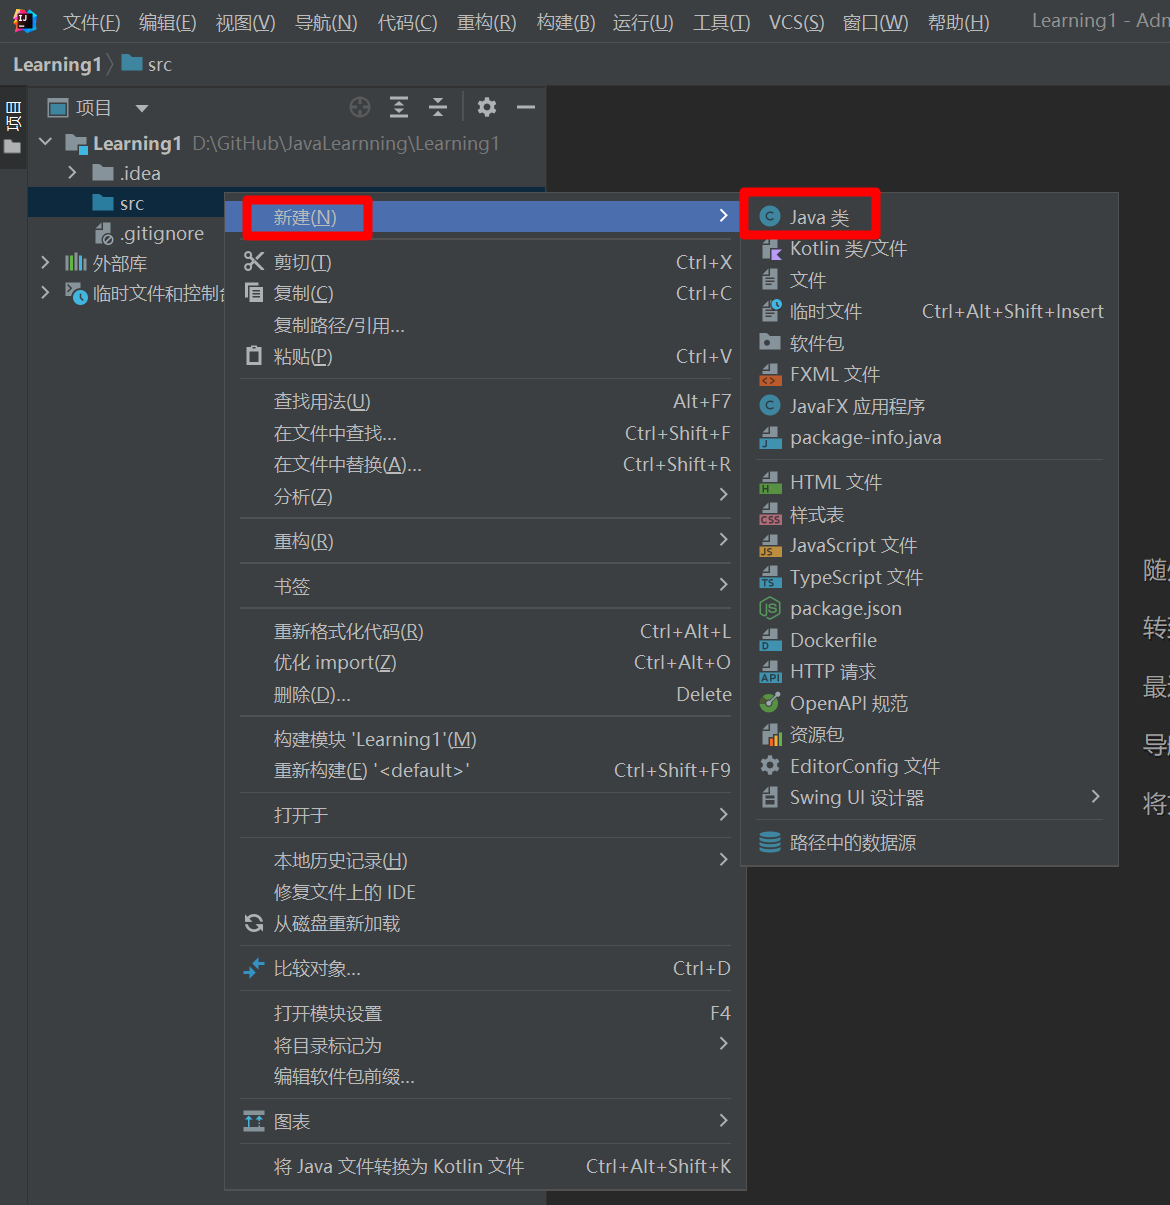 文件(F) 编辑(E) 视图(V) 导航(N) 代码(C) 重构(R) 构建(B) 运行(U) 工具(T) VCS(S) 窗口(W) 帮助(H) Learning1 - Adm
Learning1 src
项目
项目
Learning1 D:\GitHub\JavaLearnning\Learning1
.idea
src
.gitignore
外部库
临时文件和控制台
新建(N)
剪切(T) Ctrl+X
复制(C) Ctrl+C
复制路径/引用...
粘贴(P) Ctrl+V
查找用法(U) Alt+F7
在文件中查找... Ctrl+Shift+F
在文件中替换(A)... Ctrl+Shift+R
分析(Z)
重构(R)
书签
重新格式化代码(R) Ctrl+Alt+L
优化 import(Z) Ctrl+Alt+O
删除(D)... Delete
构建模块 'Learning1'(M)
重新构建(E) '<default>' Ctrl+Shift+F9
打开于
本地历史记录(H)
修复文件上的 IDE
从磁盘重新加载
比较对象... Ctrl+D
打开模块设置 F4
将目录标记为
编辑软件包前缀...
图表
将 Java 文件转换为 Kotlin 文件 Ctrl+Alt+Shift+K
Java 类
Kotlin 类/文件
文件
临时文件 Ctrl+Alt+Shift+Insert
软件包
FXML 文件
JavaFX 应用程序
package-info.java
HTML 文件
样式表
JavaScript 文件
TypeScript 文件
package.json
Dockerfile
HTTP 请求
OpenAPI 规范
资源包
EditorConfig 文件
Swing UI 设计器
路径中的数据源
随
转
最
导
将